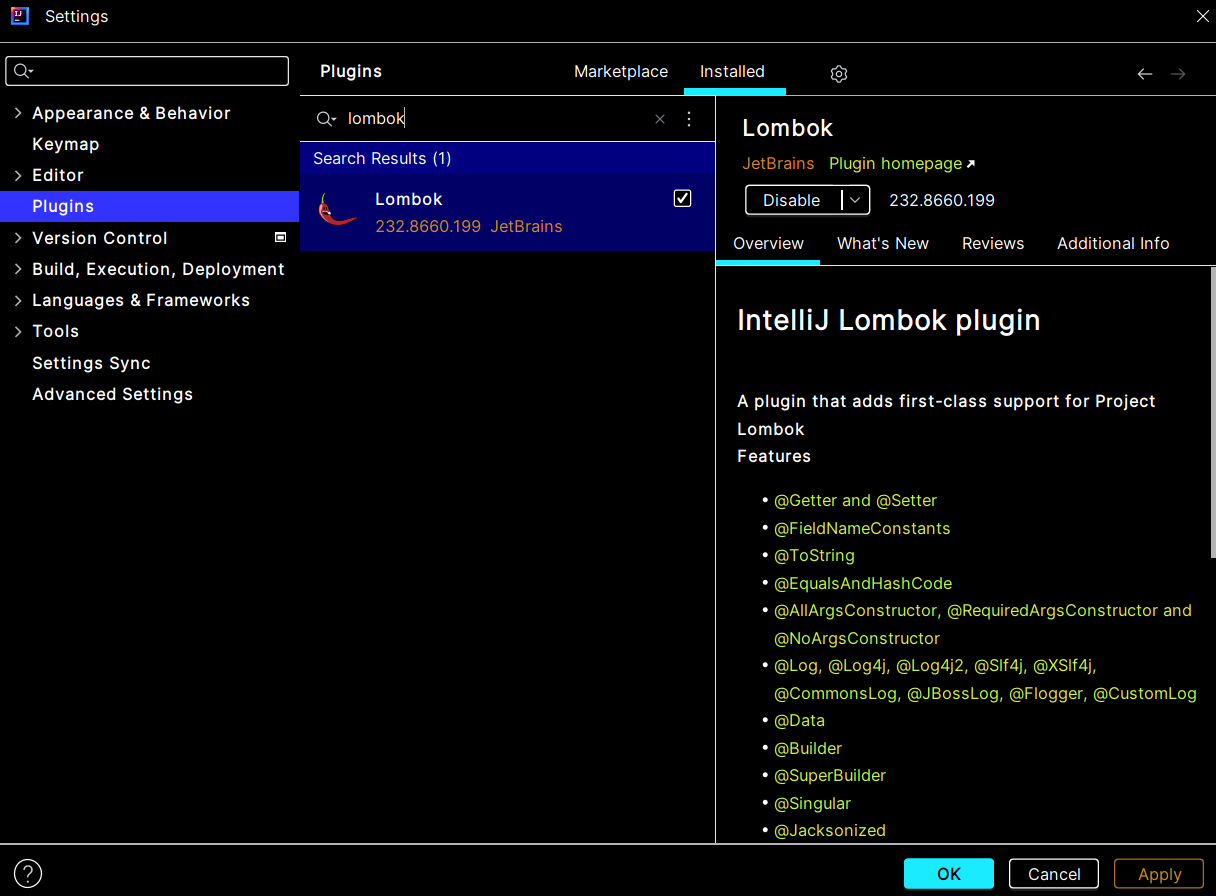 Settings
Plugins
Marketplace
Installed
Appearance & Behavior
Keymap
Editor
Plugins
Version Control
Build, Execution, Deployment
Languages & Frameworks
Tools
Settings Sync
Advanced Settings
lombok
Search Results (1)
Lombok
232.8660.199 JetBrains
Lombok
JetBrains Plugin homepage
Disable 232.8660.199
Overview What's New Reviews Additional Info
IntelliJ Lombok plugin
A plugin that adds first-class support for Project
Lombok
Features
• @Getter and @Setter
• @FieldNameConstants
• @ToString
• @EqualsAndHashCode
• @AllArgsConstructor, @RequiredArgsConstructor and
@NoArgsConstructor
• @Log, @Log4j, @Log4j2, @Slf4j, @XSlf4j,
@CommonsLog, @JBossLog, @Flogger, @CustomLog
• @Data
• @Builder
• @SuperBuilder
• @Singular
• @Jacksonized
?
OK
Cancel
Apply